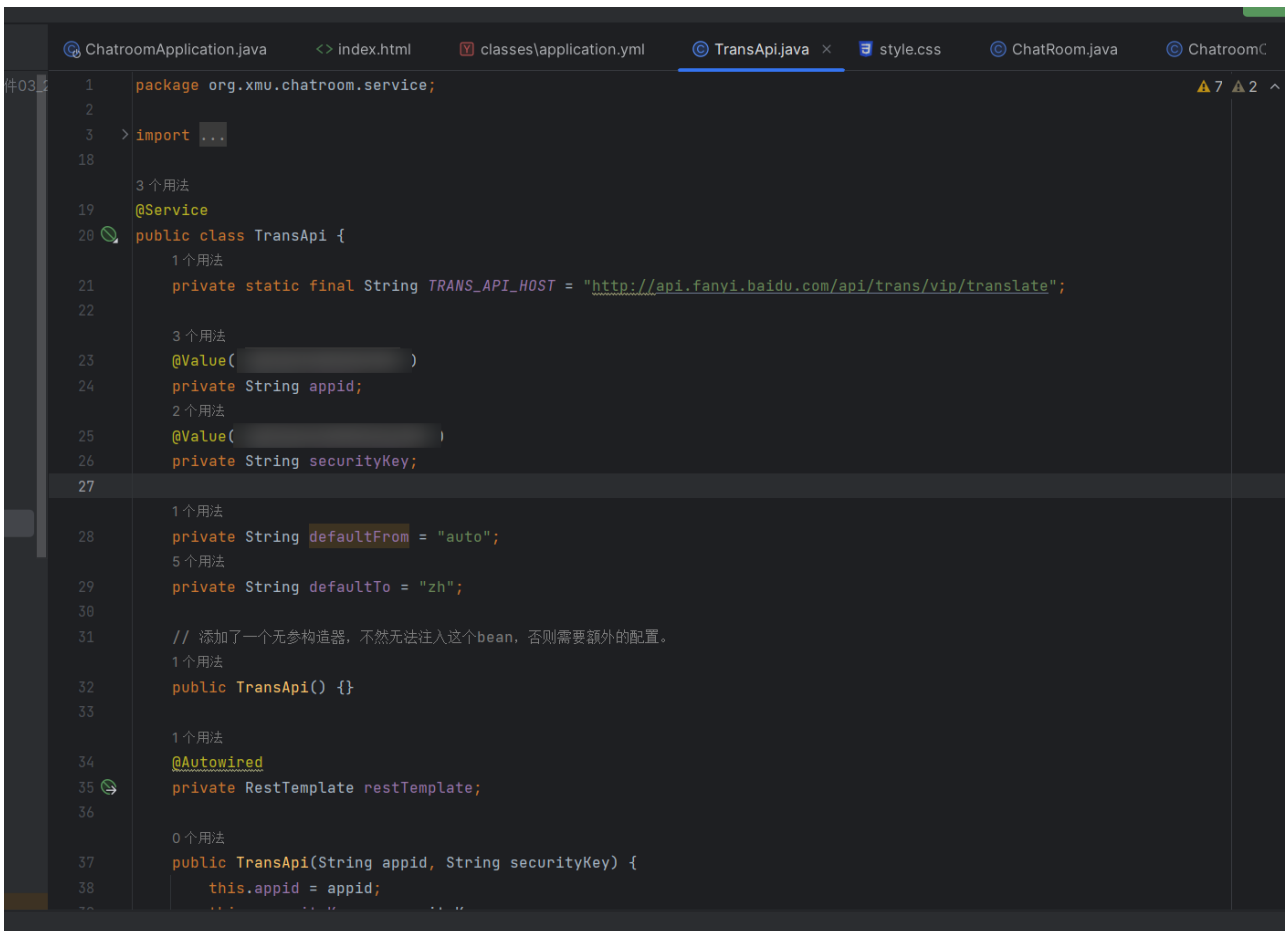 ChatroomApplication.java index.html classes\application.yml TransApi.java style.css ChatRoom.java Chatroom
件03_2
7 2
1 package org.xmu.chatroom.service;
2
3 import ...
18
3 个用法
19 @Service
20 public class TransApi {
1 个用法
21 private static final String TRANS_API_HOST = "http://api.fanyi.baidu.com/api/trans/vip/translate";
22
3 个用法
23 @Value( )
24 private String appid;
2 个用法
25 @Value( )
26 private String securityKey;
27
1 个用法
28 private String defaultFrom = "auto";
5 个用法
29 private String defaultTo = "zh";
30
31 // 添加了一个无参构造器，不然无法注入这个bean，否则需要额外的配置。
1 个用法
32 public TransApi() {}
33
1 个用法
34 @Autowired
35 private RestTemplate restTemplate;
36
0 个用法
37 public TransApi(String appid, String securityKey) {
38 this.appid = appid;